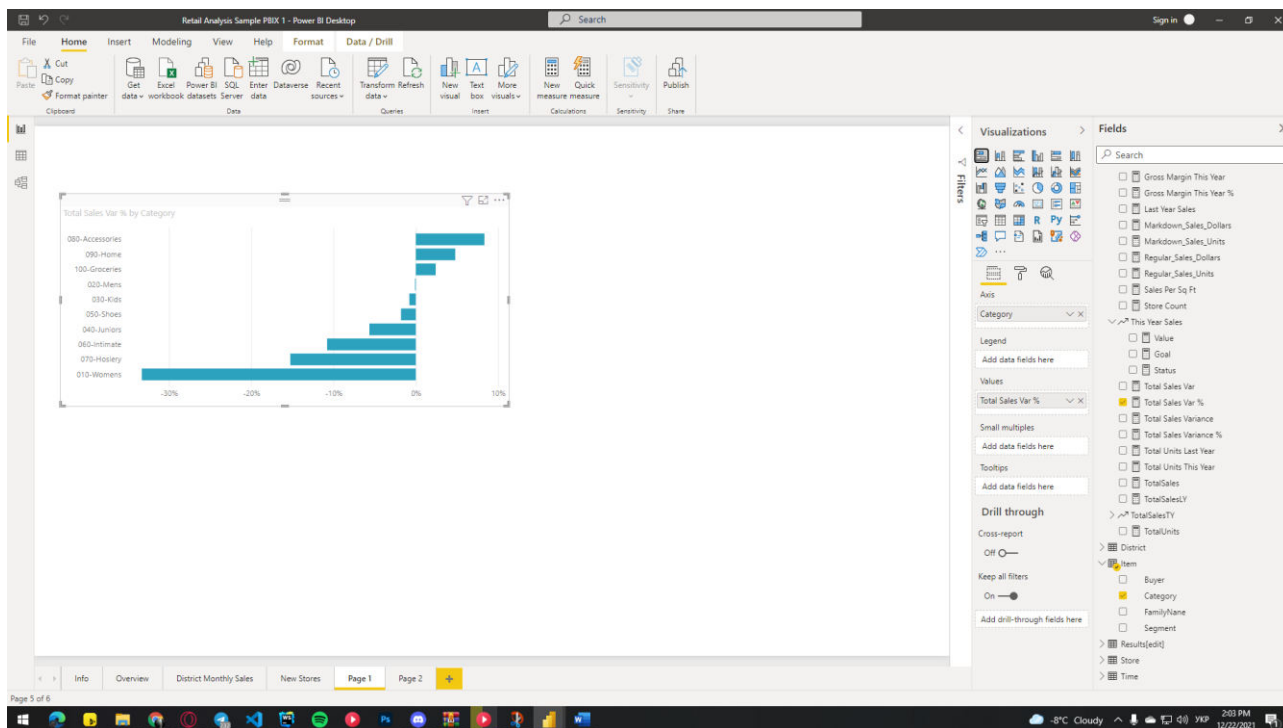 Retail Analysis Sample PBIX 1 - Power BI Desktop
Search
Sign in
File Home Insert Modeling View Help Format Data / Drill
Paste
Cut
Copy
Format painter
Get data
Excel workbook
Power BI datasets
SQL Server
Enter data
Dataverse
Recent sources
Transform data
Refresh
New visual
Text box
More visuals
New measure
Quick measure
Sensitivity
Publish
Clipboard
Data
Queries
Insert
Calculations
Sensitivity
Share
Total Sales Var % by Category
080-Accessories
090-Home
100-Groceries
020-Mens
030-Kids
050-Shoes
040-Juniors
060-Intimate
070-Hosiery
010-Womens
-30% -20% -10% 0% 10%
Filters
Visualizations
R Py
Axis
Category
Legend
Add data fields here
Values
Total Sales Var %
Small multiples
Add data fields here
Tooltips
Add data fields here
Drill through
Cross-report
Off
Keep all filters
On
Add drill-through fields here
Fields
Search
Gross Margin This Year
Gross Margin This Year %
Last Year Sales
Markdown_Sales_Dollars
Markdown_Sales_Units
Regular_Sales_Dollars
Regular_Sales_Units
Sales Per Sq Ft
Store Count
This Year Sales
Value
Goal
Status
Total Sales Var
Total Sales Var %
Total Sales Variance
Total Sales Variance %
Total Units Last Year
Total Units This Year
TotalSales
TotalSalesLY
TotalSalesTY
TotalUnits
District
Item
Buyer
Category
FamilyNane
Segment
Results[edit]
Store
Time
Info Overview District Monthly Sales New Stores Page 1 Page 2
Page 5 of 6
-8°C Cloudy
УКР
2:03 PM
12/22/2021